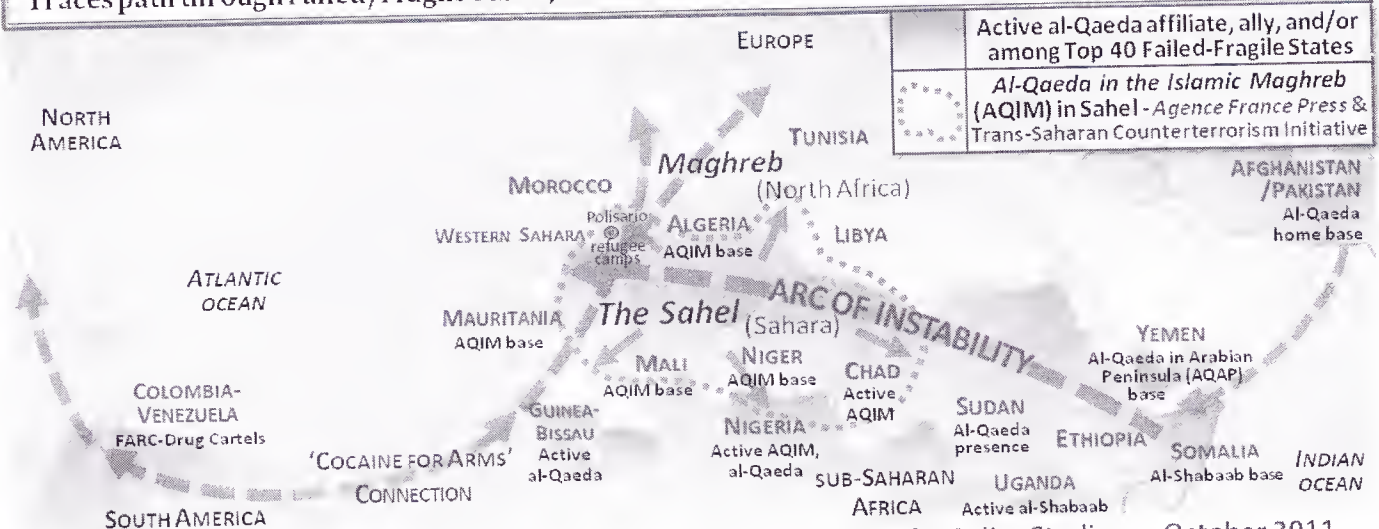 Active al-Qaeda affiliate, ally, and/or
among Top 40 Failed-Fragile States
Al-Qaeda in the Islamic Maghreb
(AQIM) in Sahel - Agence France Press &
Trans-Saharan Counterterrorism Initiative
EUROPE
NORTH
AMERICA
TUNISIA
Maghreb
(North Africa)
MOROCCO
AFGHANISTAN
/PAKISTAN
Al-Qaeda
home base
Polisario
refugee
camps
WESTERN SAHARA
ALGERIA
AQIM base
LIBYA
ATLANTIC
OCEAN
ARC OF INSTABILITY
The Sahel (Sahara)
MAURITANIA
AQIM base
MALI
AQIM base
NIGER
AQIM base
CHAD
Active
AQIM
YEMEN
Al-Qaeda in Arabian
Peninsula (AQAP)
base
COLOMBIA-
VENEZUELA
FARC-Drug Cartels
GUINEA-
BISSAU
Active
al-Qaeda
NIGERIA
Active AQIM,
al-Qaeda
SUDAN
Al-Qaeda
presence
ETHIOPIA
SOMALIA
Al-Shabaab base
INDIAN
OCEAN
'COCAINE FOR ARMS'
CONNECTION
SUB-SAHARAN
AFRICA
UGANDA
Active al-Shabaab
SOUTH AMERICA
October 2011